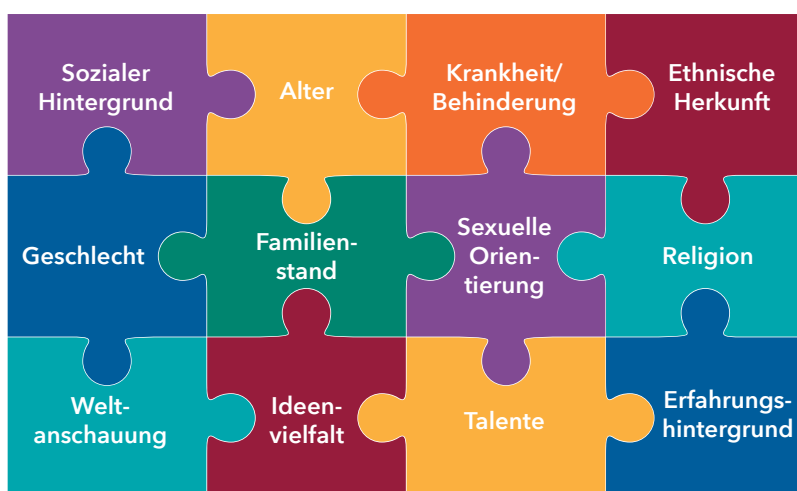 Sozialer
Hintergrund
Alter
Krankheit/
Behinderung
Ethnische
Herkunft
Geschlecht
Familien-
stand
Sexuelle
Orien-
tierung
Religion
Welt-
anschauung
Ideen-
vielfalt
Talente
Erfahrungs-
hintergrund